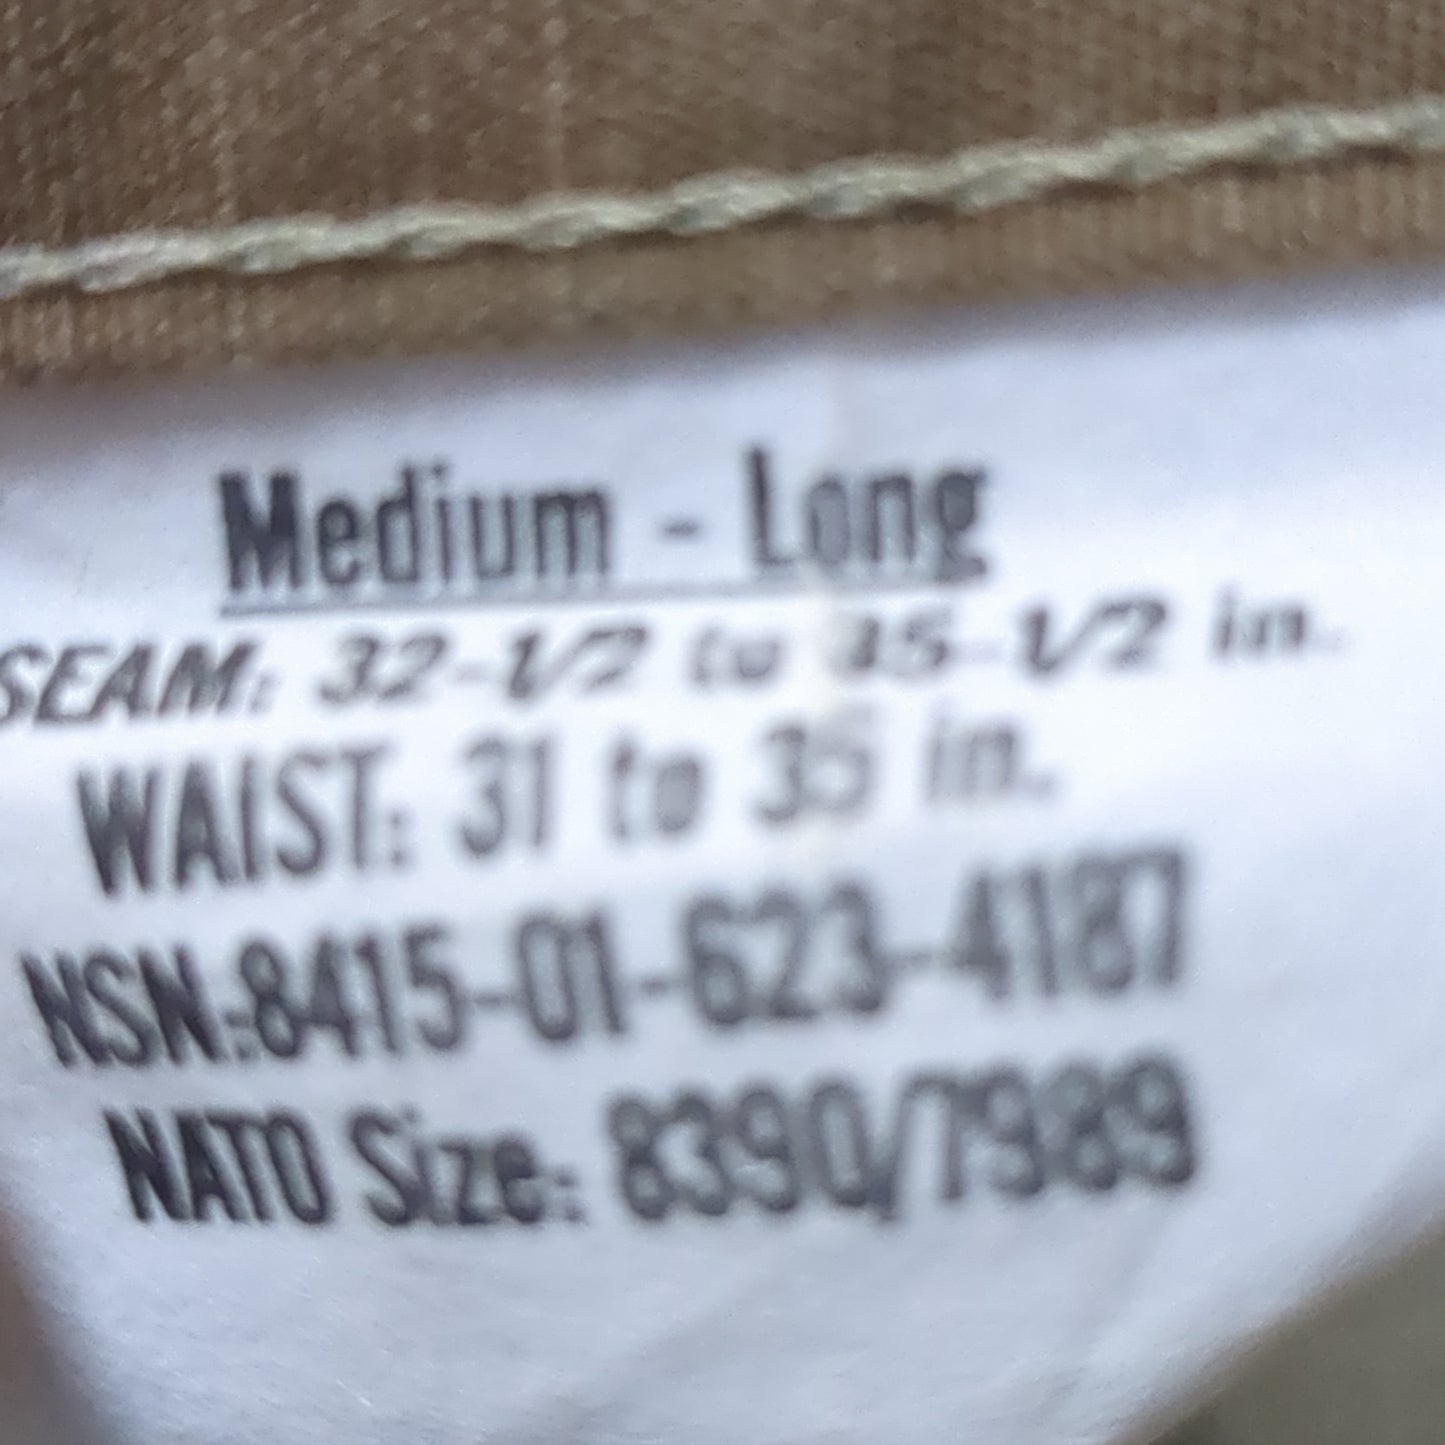 Medium - Long
SEAM: 32-1/2 to 35-1/2 in.
WAIST: 31 to 35 in.
NSN:8415-01-623-4187
NATO Size: 8390/7989